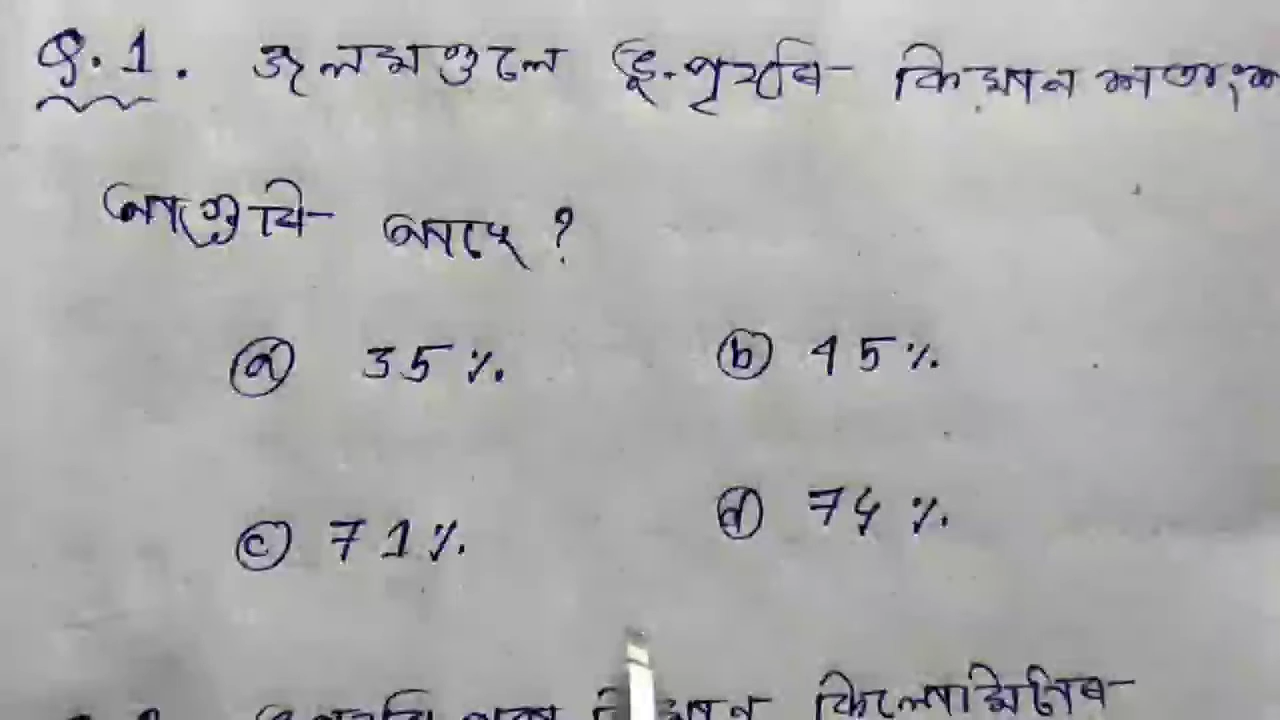 Q.1. জলমণ্ডলে ভূ-পৃষ্ঠৰ কিমান শতাংশ
আগুৰি আছে?
(a) 35%. (b) 45%.
(c) 71%. (d) 74%.
কিলোমিটাৰ